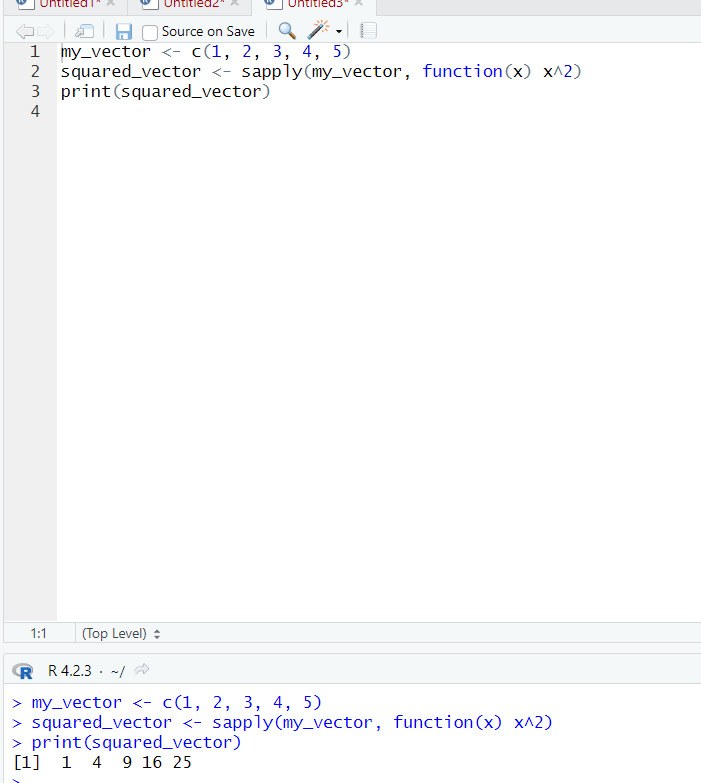 Untitled1* × Untitled2* × Untitled3* ×
Source on Save
1 my_vector <- c(1, 2, 3, 4, 5)
2 squared_vector <- sapply(my_vector, function(x) x^2)
3 print(squared_vector)
4
1:1 (Top Level)
R R 4.2.3 · ~/
> my_vector <- c(1, 2, 3, 4, 5)
> squared_vector <- sapply(my_vector, function(x) x^2)
> print(squared_vector)
[1]  1  4  9 16 25
>